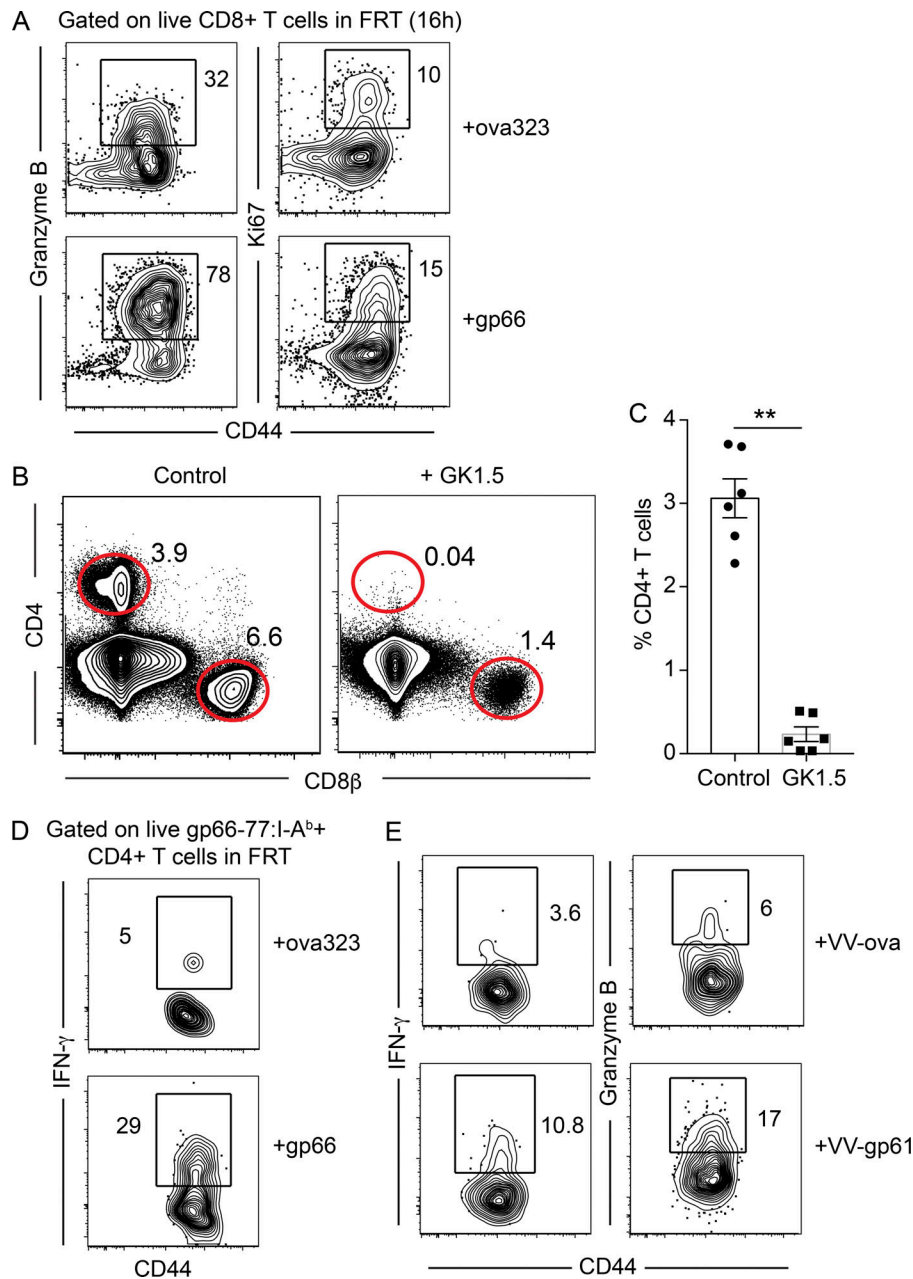 A Gated on live CD8+ T cells in FRT (16h)
Granzyme B
32
Ki67
10
+ova323
78
15
+gp66
CD44
B
Control
+ GK1.5
CD4
3.9
6.6
0.04
1.4
CD8β
C
**
% CD4+ T cells
4
3
2
1
0
Control GK1.5
D Gated on live gp66-77:I-Aᵇ+
CD4+ T cells in FRT
IFN-γ
5
+ova323
29
+gp66
CD44
E
IFN-γ
3.6
Granzyme B
6
+VV-ova
10.8
17
+VV-gp61
CD44